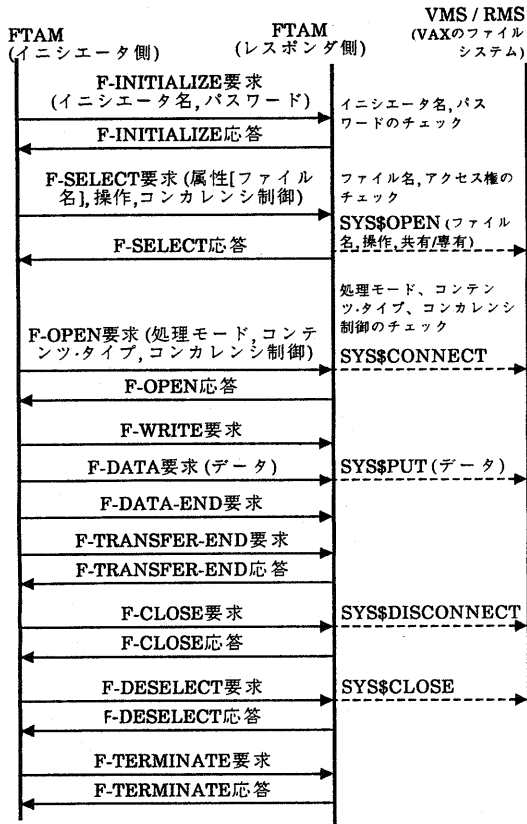 FTAM
(イニシエータ側)
FTAM
(レスポンダ側)
VMS / RMS
(VAXのファイル
システム)
F-INITIALIZE要求
(イニシエータ名,パスワード)
イニシエータ名,パス
ワードのチェック
F-INITIALIZE応答
F-SELECT要求 (属性[ファイル
名],操作,コンカレンシ制御)
ファイル名,アクセス権の
チェック
SYS$OPEN (ファイル
名,操作,共有/専有)
F-SELECT応答
処理モード、コンテン
ツ・タイプ、コンカレンシ
制御のチェック
F-OPEN要求 (処理モード,コンテ
ンツ・タイプ,コンカレンシ制御)
SYS$CONNECT
F-OPEN応答
F-WRITE要求
F-DATA要求 (データ)
SYS$PUT (データ)
F-DATA-END要求
F-TRANSFER-END要求
F-TRANSFER-END応答
F-CLOSE要求
SYS$DISCONNECT
F-CLOSE応答
F-DESELECT要求
SYS$CLOSE
F-DESELECT応答
F-TERMINATE要求
F-TERMINATE応答